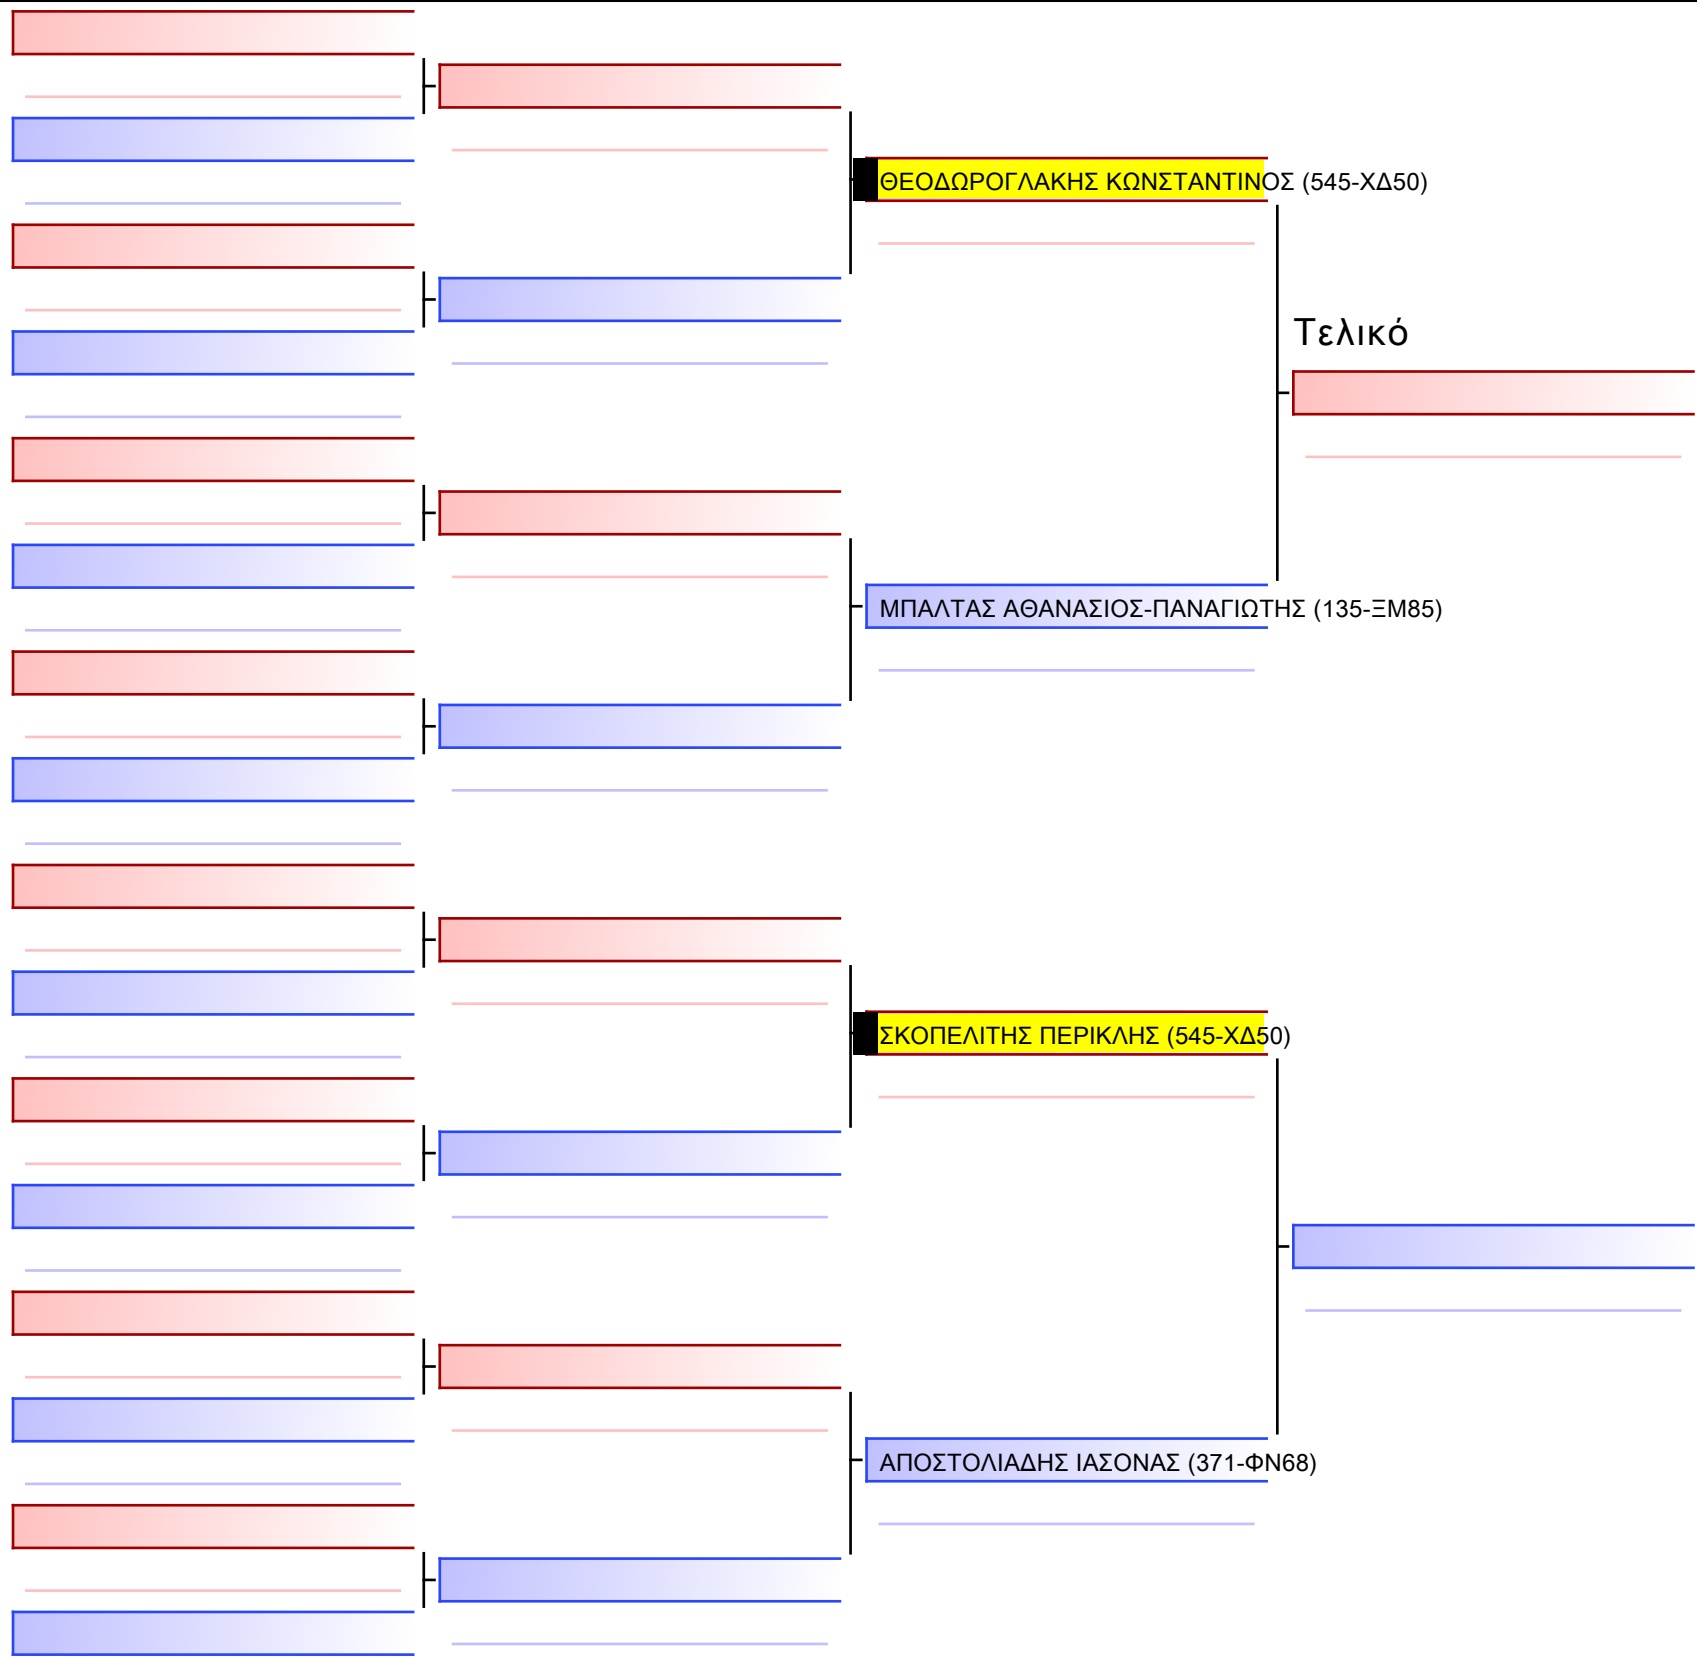 ΘΕΟΔΩΡΟΓΛΑΚΗΣ ΚΩΝΣΤΑΝΤΙΝΟΣ (545-ΧΔ50)
Τελικό
ΜΠΑΛΤΑΣ ΑΘΑΝΑΣΙΟΣ-ΠΑΝΑΓΙΩΤΗΣ (135-ΞΜ85)
ΣΚΟΠΕΛΙΤΗΣ ΠΕΡΙΚΛΗΣ (545-ΧΔ50)
ΑΠΟΣΤΟΛΙΑΔΗΣ ΙΑΣΟΝΑΣ (371-ΦΝ68)